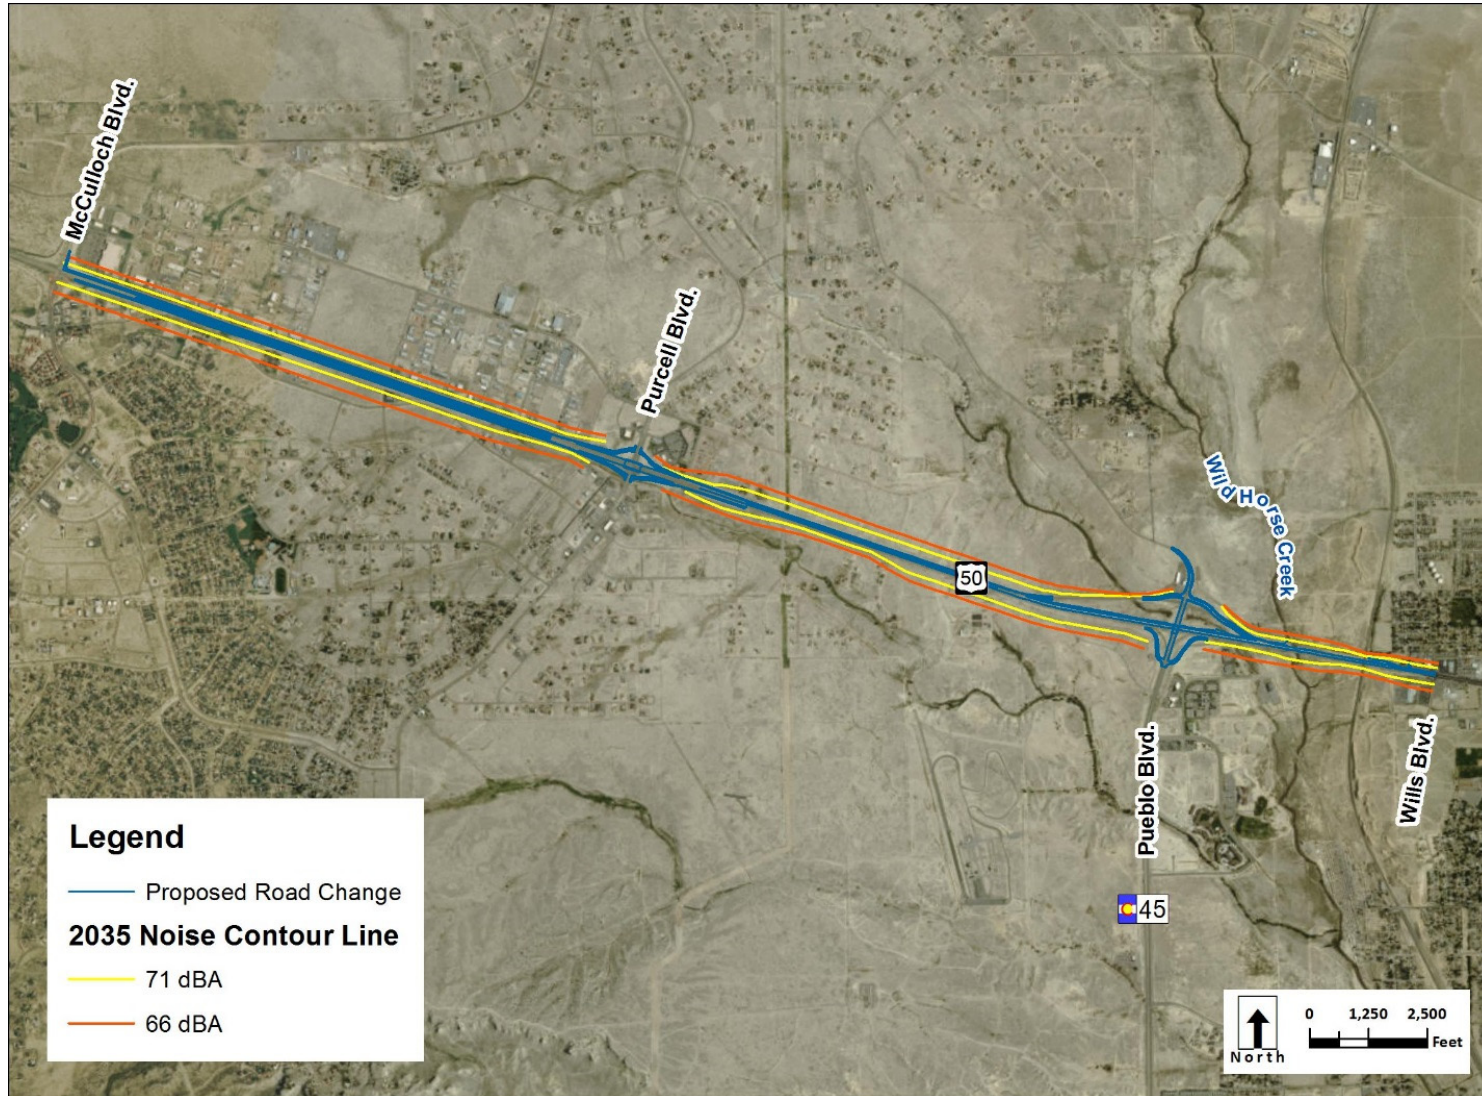 McCulloch Blvd.
Purcell Blvd.
Wild Horse Creek
50
Pueblo Blvd.
Wills Blvd.
45
Legend
Proposed Road Change
2035 Noise Contour Line
71 dBA
66 dBA
North
0 1,250 2,500
Feet